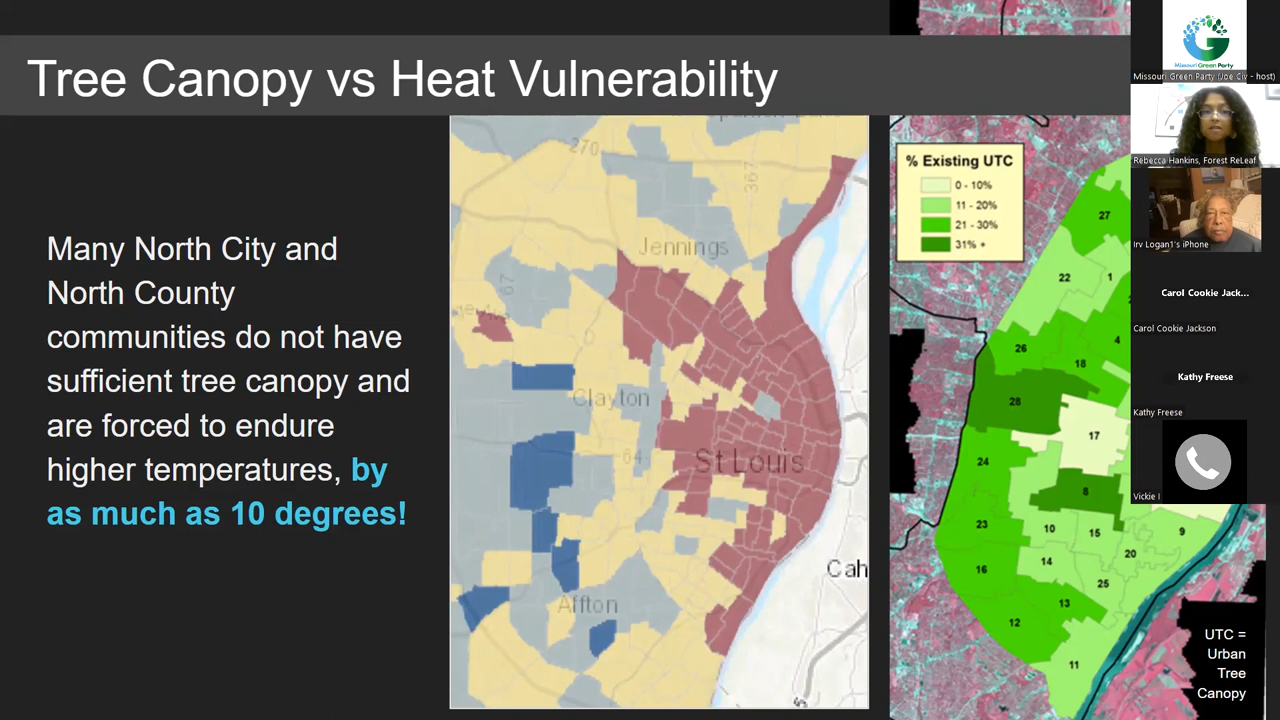 Tree Canopy vs Heat Vulnerability
Many North City and
North County
communities do not have
sufficient tree canopy and
are forced to endure
higher temperatures, by
as much as 10 degrees!
270
367
Jennings
67
Clayton
64
St Louis
Affton
Cah
% Existing UTC
0 - 10%
11 - 20%
21 - 30%
31% +
27
22
1
26
4
18
28
17
24
8
23
10
15
9
20
16
14
25
13
12
11
UTC =
Urban
Tree
Canopy
Missouri Green Party
Missouri Green Party (Joe Civ - host)
Rebecca Hankins, Forest ReLeaf
Irv Logan1's iPhone
Carol Cookie Jack...
Carol Cookie Jackson
Kathy Freese
Kathy Freese
Vickie I